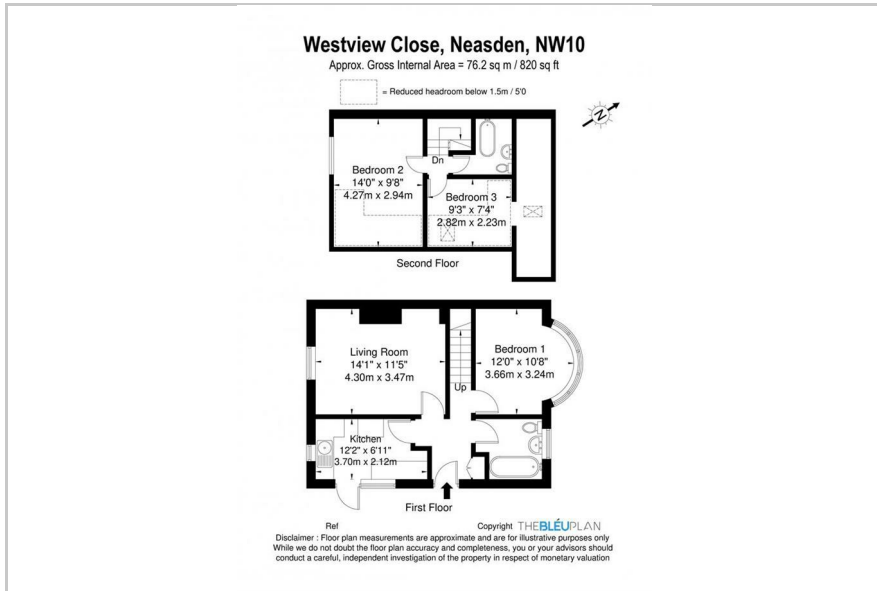 Westview Close, Neasden, NW10
Approx. Gross Internal Area = 76.2 sq m / 820 sq ft
= Reduced headroom below 1.5m / 5'0
N
Dn
Bedroom 2
14'0" x 9'8"
4.27m x 2.94m
Bedroom 3
9'3" x 7'4"
2.82m x 2.23m
Second Floor
Living Room
14'1" x 11'5"
4.30m x 3.47m
Bedroom 1
12'0" x 10'8"
3.66m x 3.24m
Up
Kitchen
12'2" x 6'11"
3.70m x 2.12m
First Floor
Ref
Copyright THEBLÉUPLAN
Disclaimer : Floor plan measurements are approximate and are for illustrative purposes only
While we do not doubt the floor plan accuracy and completeness, you or your advisors should
conduct a careful, independent investigation of the property in respect of monetary valuation